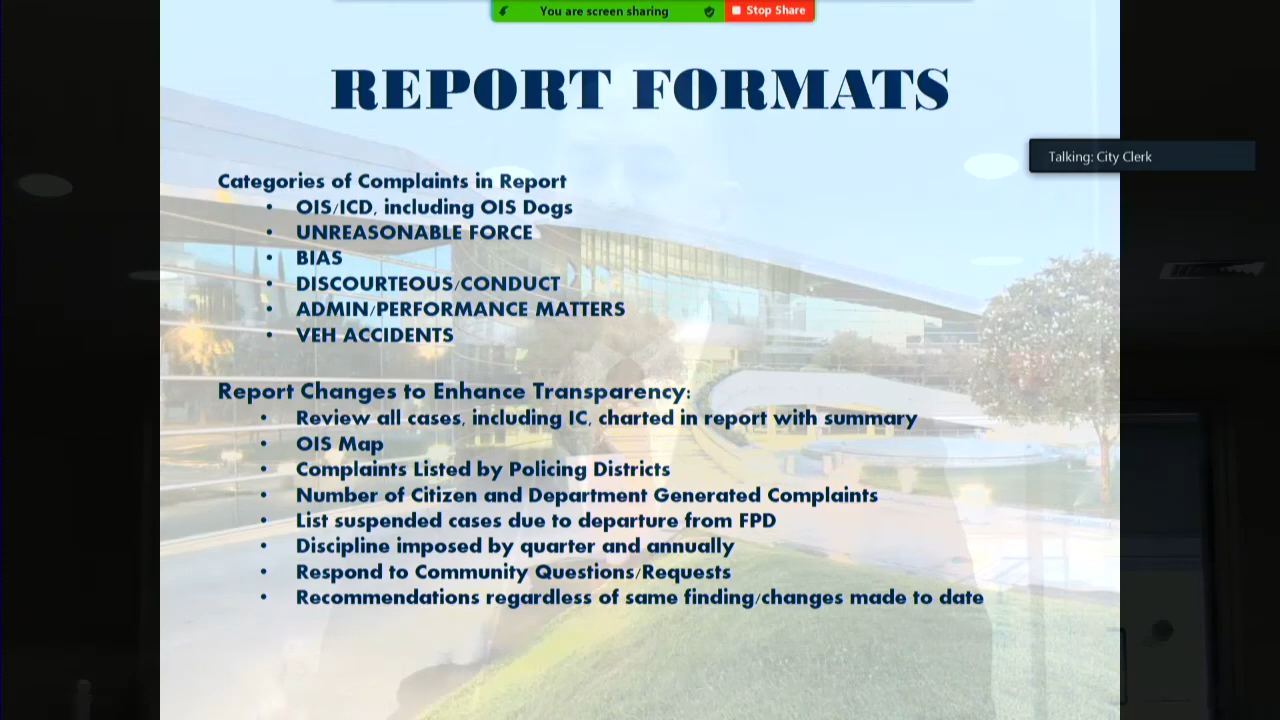 You are screen sharing
Stop Share
REPORT FORMATS
Talking: City Clerk
Categories of Complaints in Report
• OIS/ICD, including OIS Dogs
• UNREASONABLE FORCE
• BIAS
• DISCOURTEOUS/CONDUCT
• ADMIN/PERFORMANCE MATTERS
• VEH ACCIDENTS
Report Changes to Enhance Transparency:
• Review all cases, including IC, charted in report with summary
• OIS Map
• Complaints Listed by Policing Districts
• Number of Citizen and Department Generated Complaints
• List suspended cases due to departure from FPD
• Discipline imposed by quarter and annually
• Respond to Community Questions/Requests
• Recommendations regardless of same finding/changes made to date